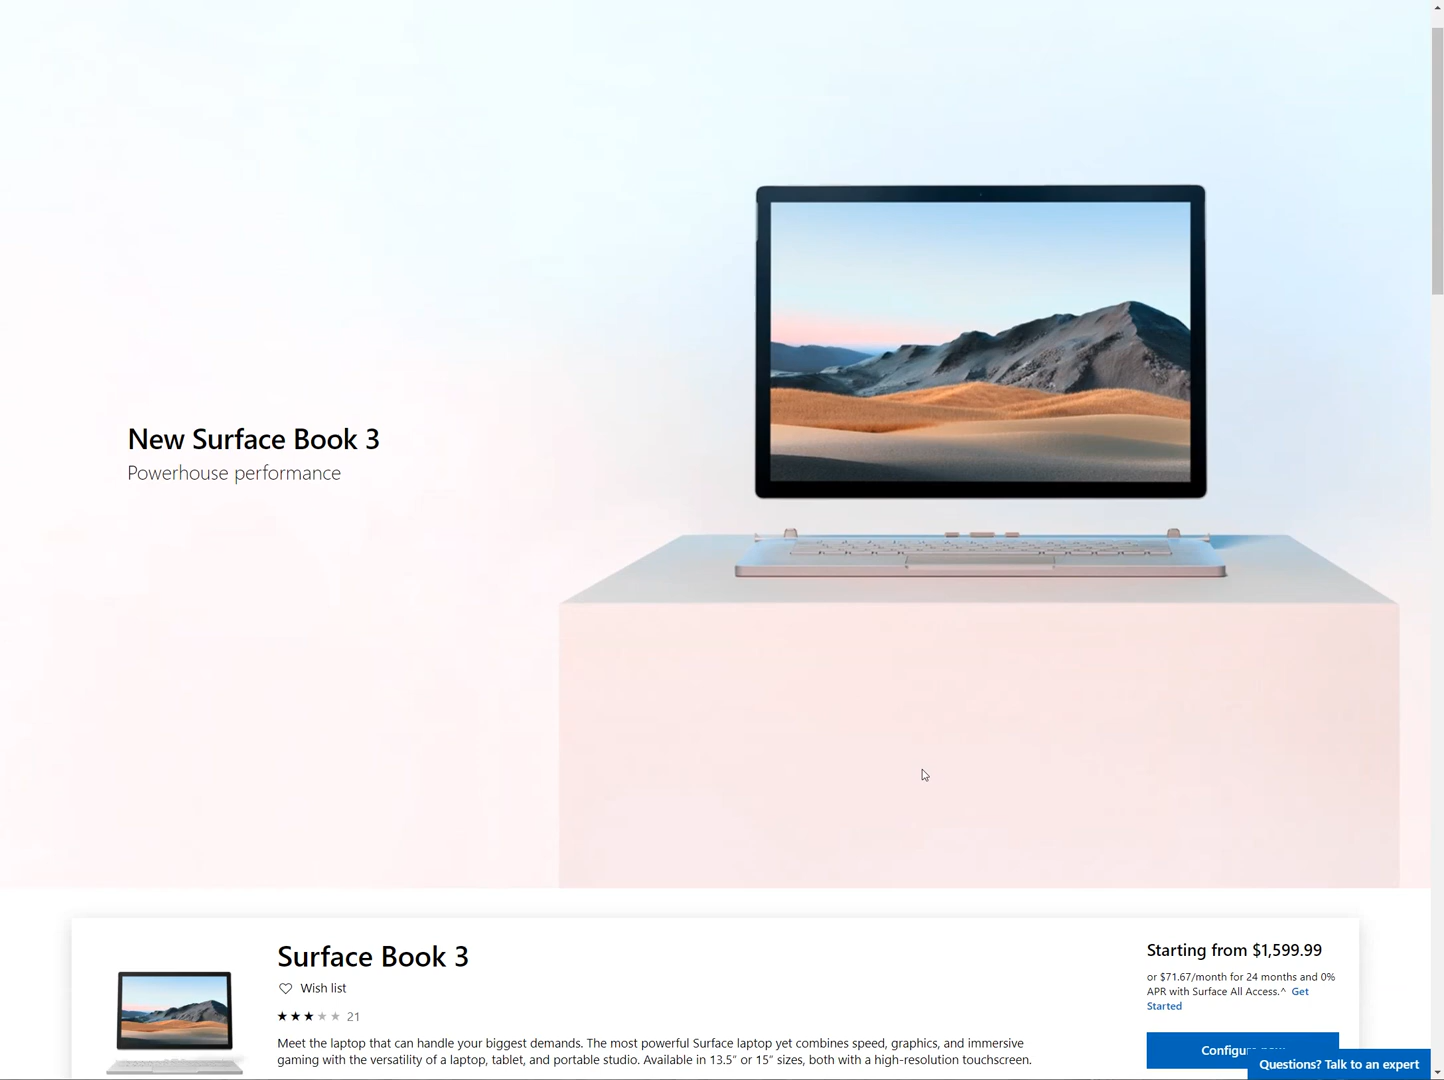 New Surface Book 3
Powerhouse performance
Surface Book 3
Wish list
21
Meet the laptop that can handle your biggest demands. The most powerful Surface laptop yet combines speed, graphics, and immersive
gaming with the versatility of a laptop, tablet, and portable studio. Available in 13.5″ or 15″ sizes, both with a high-resolution touchscreen.
Starting from $1,599.99
or $71.67/month for 24 months and 0%
APR with Surface All Access.^ Get
Started
Questions? Talk to an expert